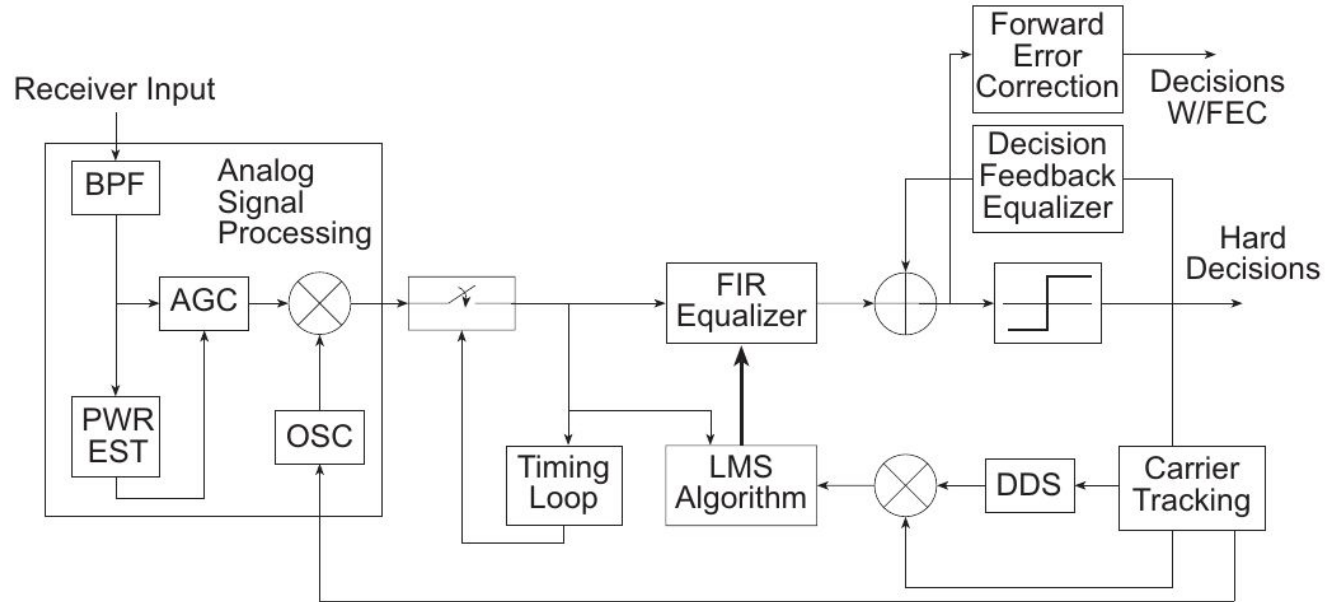 Forward
Error
Correction
Decisions
W/FEC
Receiver Input
BPF
Analog
Signal
Processing
Decision
Feedback
Equalizer
Hard
Decisions
AGC
FIR
Equalizer
PWR
EST
OSC
Timing
Loop
LMS
Algorithm
DDS
Carrier
Tracking